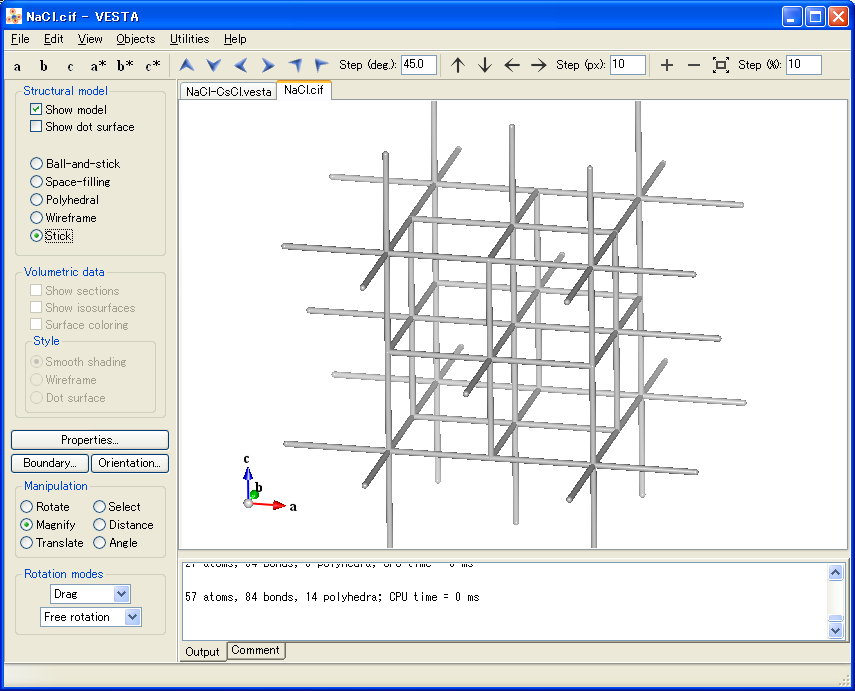 NaCl.cif - VESTA
File Edit View Objects Utilities Help
a b c a* b* c* Step (deg.): 45.0 Step (px): 10 Step (%): 10
NaCl-CsCl.vesta NaCl.cif
Structural model
Show model
Show dot surface
Ball-and-stick
Space-filling
Polyhedral
Wireframe
Stick
Volumetric data
Show sections
Show isosurfaces
Surface coloring
Style
Smooth shading
Wireframe
Dot surface
Properties...
Boundary... Orientation...
Manipulation
Rotate Select
Magnify Distance
Translate Angle
Rotation modes
Drag
Free rotation
c
b
a
57 atoms, 84 bonds, 14 polyhedra; CPU time = 0 ms
Output Comment